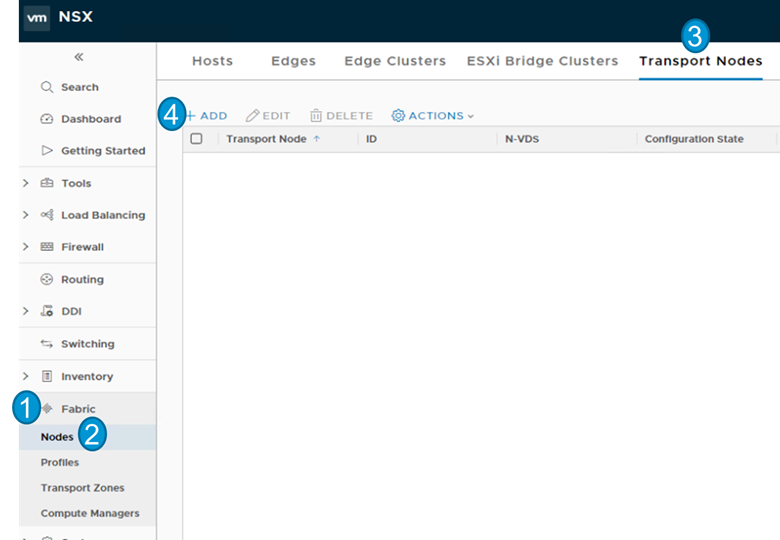 vm NSX
«
3
Hosts Edges Edge Clusters ESXi Bridge Clusters Transport Nodes
Search
4 + ADD EDIT DELETE ACTIONS
Dashboard
Transport Node ↑ ID N-VDS Configuration State
Getting Started
Tools
Load Balancing
Firewall
Routing
DDI
Switching
Inventory
1 Fabric
Nodes 2
Profiles
Transport Zones
Compute Managers